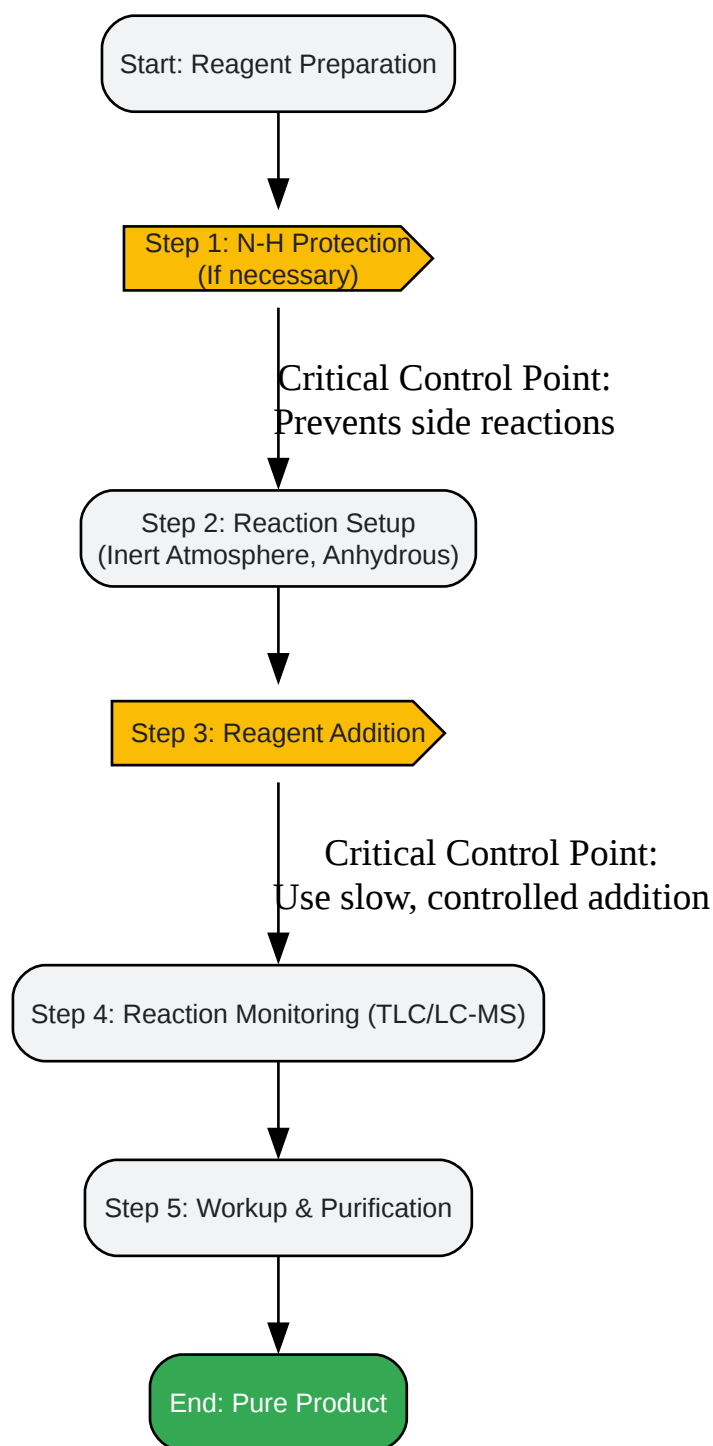 Start: Reagent Preparation
Step 1: N-H Protection
(If necessary)
Critical Control Point:
Prevents side reactions
Step 2: Reaction Setup
(Inert Atmosphere, Anhydrous)
Step 3: Reagent Addition
Critical Control Point:
Use slow, controlled addition
Step 4: Reaction Monitoring (TLC/LC-MS)
Step 5: Workup & Purification
End: Pure Product